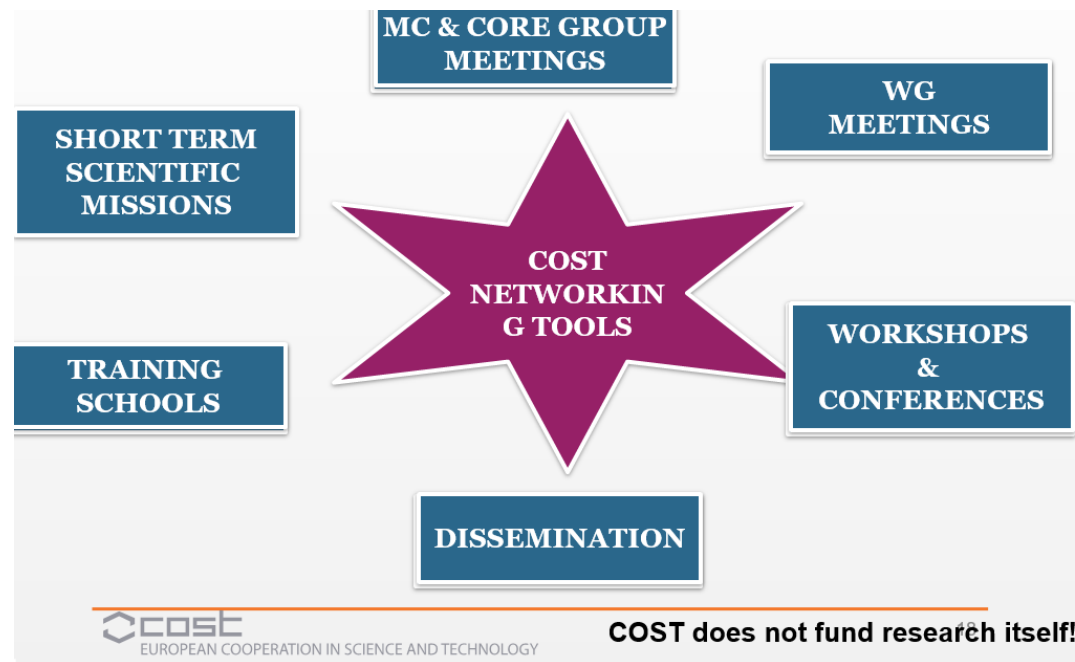 MC & CORE GROUP
MEETINGS
WG
MEETINGS
SHORT TERM
SCIENTIFIC
MISSIONS
COST
NETWORKIN
G TOOLS
WORKSHOPS
&
CONFERENCES
TRAINING
SCHOOLS
DISSEMINATION
cost
EUROPEAN COOPERATION IN SCIENCE AND TECHNOLOGY
18
COST does not fund research itself!